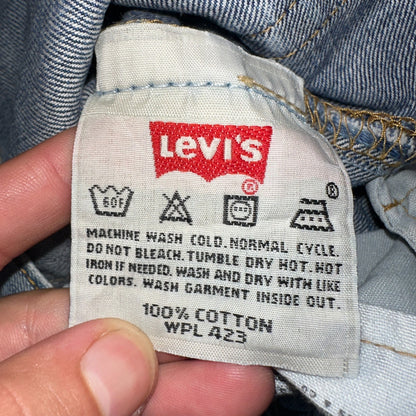 Levi's
®
®
60F
MACHINE WASH COLD. NORMAL CYCLE.
DO NOT BLEACH. TUMBLE DRY HOT. HOT
IRON IF NEEDED. WASH AND DRY WITH LIKE
COLORS. WASH GARMENT INSIDE OUT.
100% COTTON
WPL 423